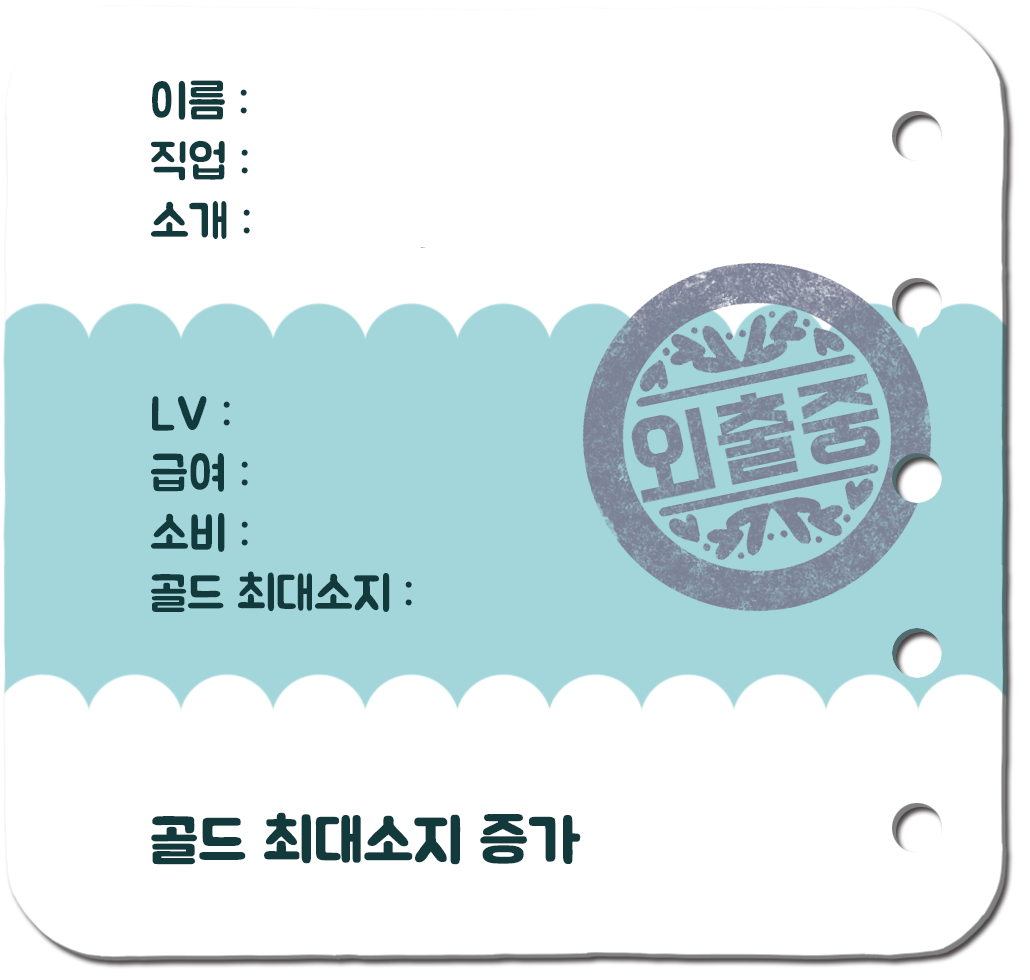 이름 :
직업 :
소개 :
외출중
LV :
급여 :
소비 :
골드 최대소지 :
골드 최대소지 증가